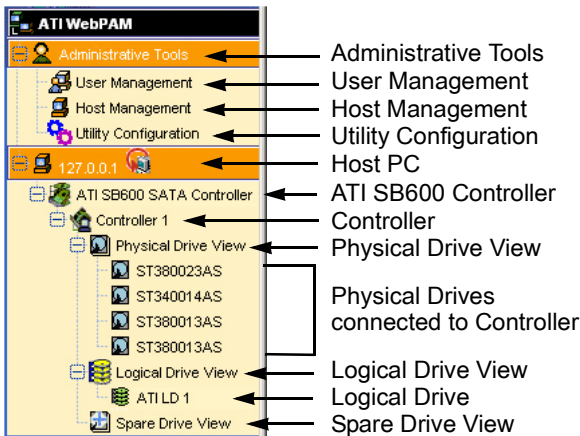 ATI WebPAM
Administrative Tools Administrative Tools
User Management User Management
Host Management Host Management
Utility Configuration Utility Configuration
127.0.0.1 Host PC
ATI SB600 SATA Controller ATI SB600 Controller
Controller 1 Controller
Physical Drive View Physical Drive View
ST380023AS
ST340014AS
ST380013AS
ST380013AS
Physical Drives
connected to Controller
Logical Drive View Logical Drive View
ATI LD 1 Logical Drive
Spare Drive View Spare Drive View